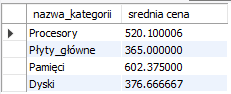 nazwa_kategorii srednia cena
Procesory 520.100006
Płyty_główne 365.000000
Pamięci 602.375000
Dyski 376.666667